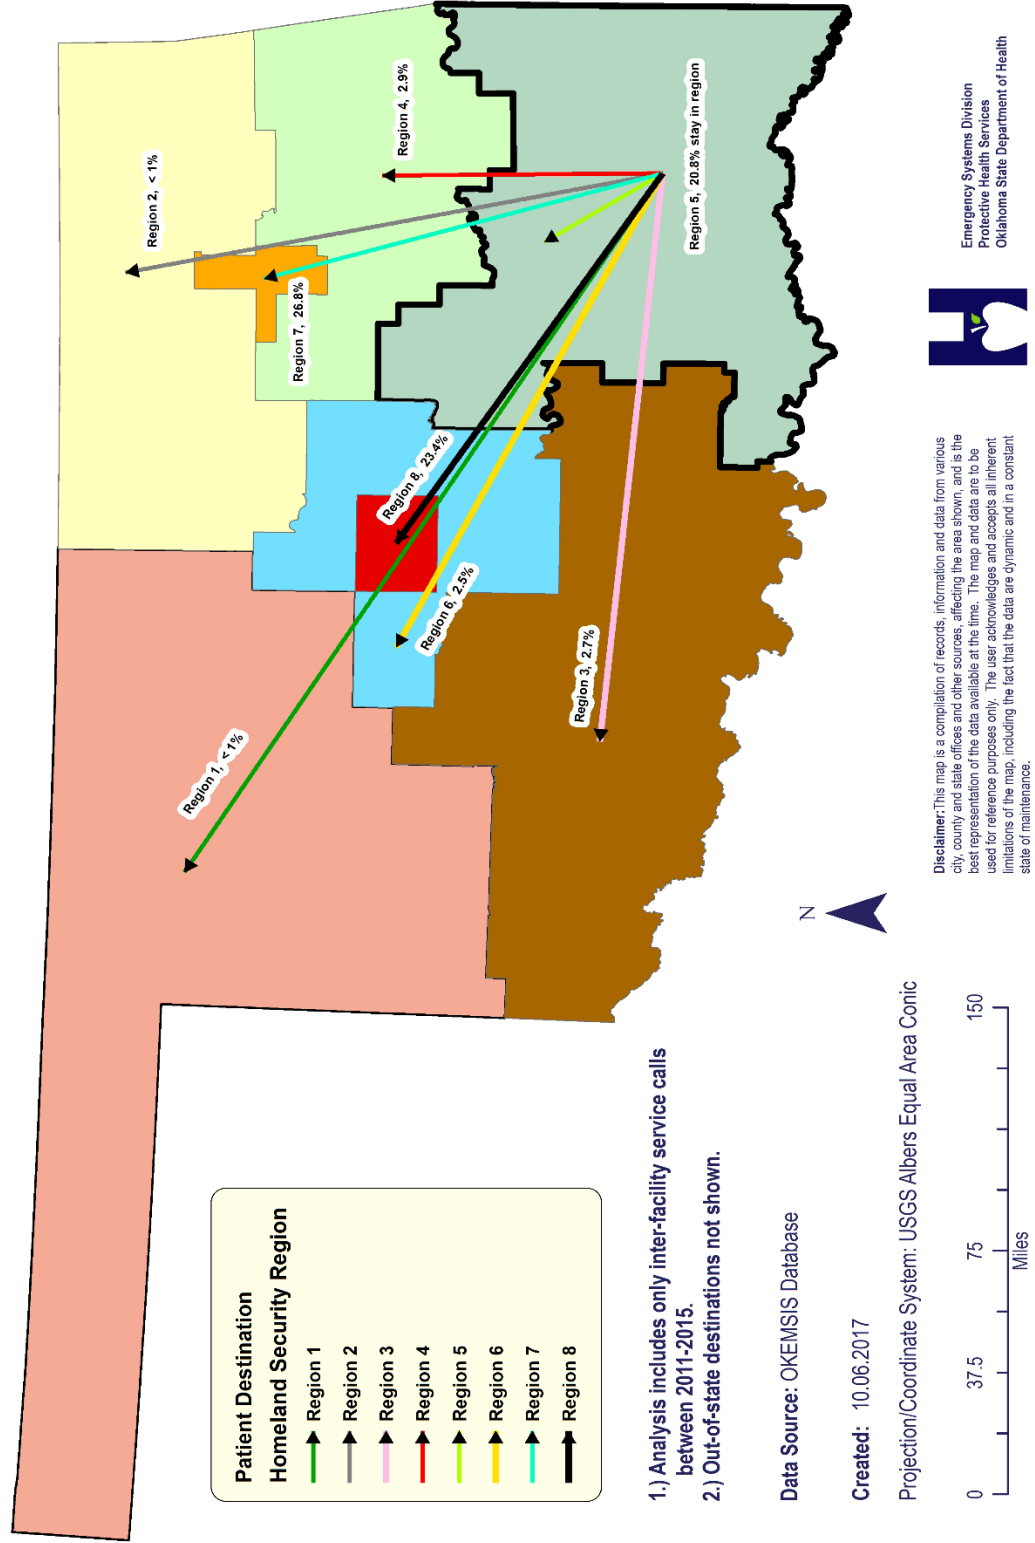 Region 1, <1%
Region 2, < 1%
Region 7, 26.8%
Region 4, 2.9%
Region 8, 23.4%
Region 6, 2.5%
Region 3, 2.7%
Region 5, 20.8% stay in region
Patient Destination
Homeland Security Region
Region 1
Region 2
Region 3
Region 4
Region 5
Region 6
Region 7
Region 8
1.) Analysis includes only inter-facility service calls
between 2011-2015.
2.) Out-of-state destinations not shown.
Data Source: OKEMSIS Database
Created: 10.06.2017
Projection/Coordinate System: USGS Albers Equal Area Conic
0 37.5 75 150
Miles
N
Disclaimer:This map is a compilation of records, information and data from various
city, county and state offices and other sources, affecting the area shown, and is the
best representation of the data available at the time. The map and data are to be
used for reference purposes only. The user acknowledges and accepts all inherent
limitations of the map, including the fact that the data are dynamic and in a constant
state of maintenance.
Emergency Systems Division
Protective Health Services
Oklahoma State Department of Health